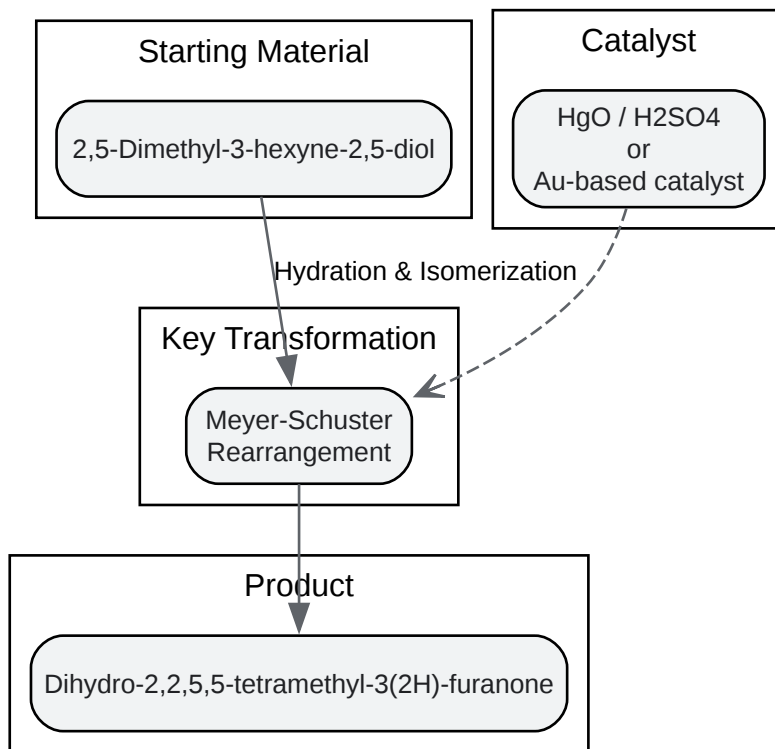 Starting Material
2,5-Dimethyl-3-hexyne-2,5-diol
Catalyst
HgO / H2SO4
or
Au-based catalyst
Hydration & Isomerization
Key Transformation
Meyer-Schuster
Rearrangement
Product
Dihydro-2,2,5,5-tetramethyl-3(2H)-furanone